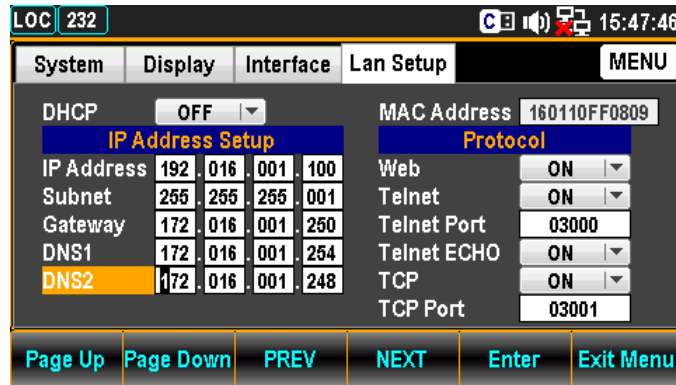 LOC 232 C 15:47:46
System Display Interface Lan Setup MENU
DHCP OFF MAC Address 160110FF0809
IP Address Setup Protocol
IP Address 192 . 016 . 001 . 100 Web ON
Subnet 255 . 255 . 255 . 001 Telnet ON
Gateway 172 . 016 . 001 . 250 Telnet Port 03000
DNS1 172 . 016 . 001 . 254 Telnet ECHO ON
DNS2 172 . 016 . 001 . 248 TCP ON
TCP Port 03001
Page Up Page Down PREV NEXT Enter Exit Menu